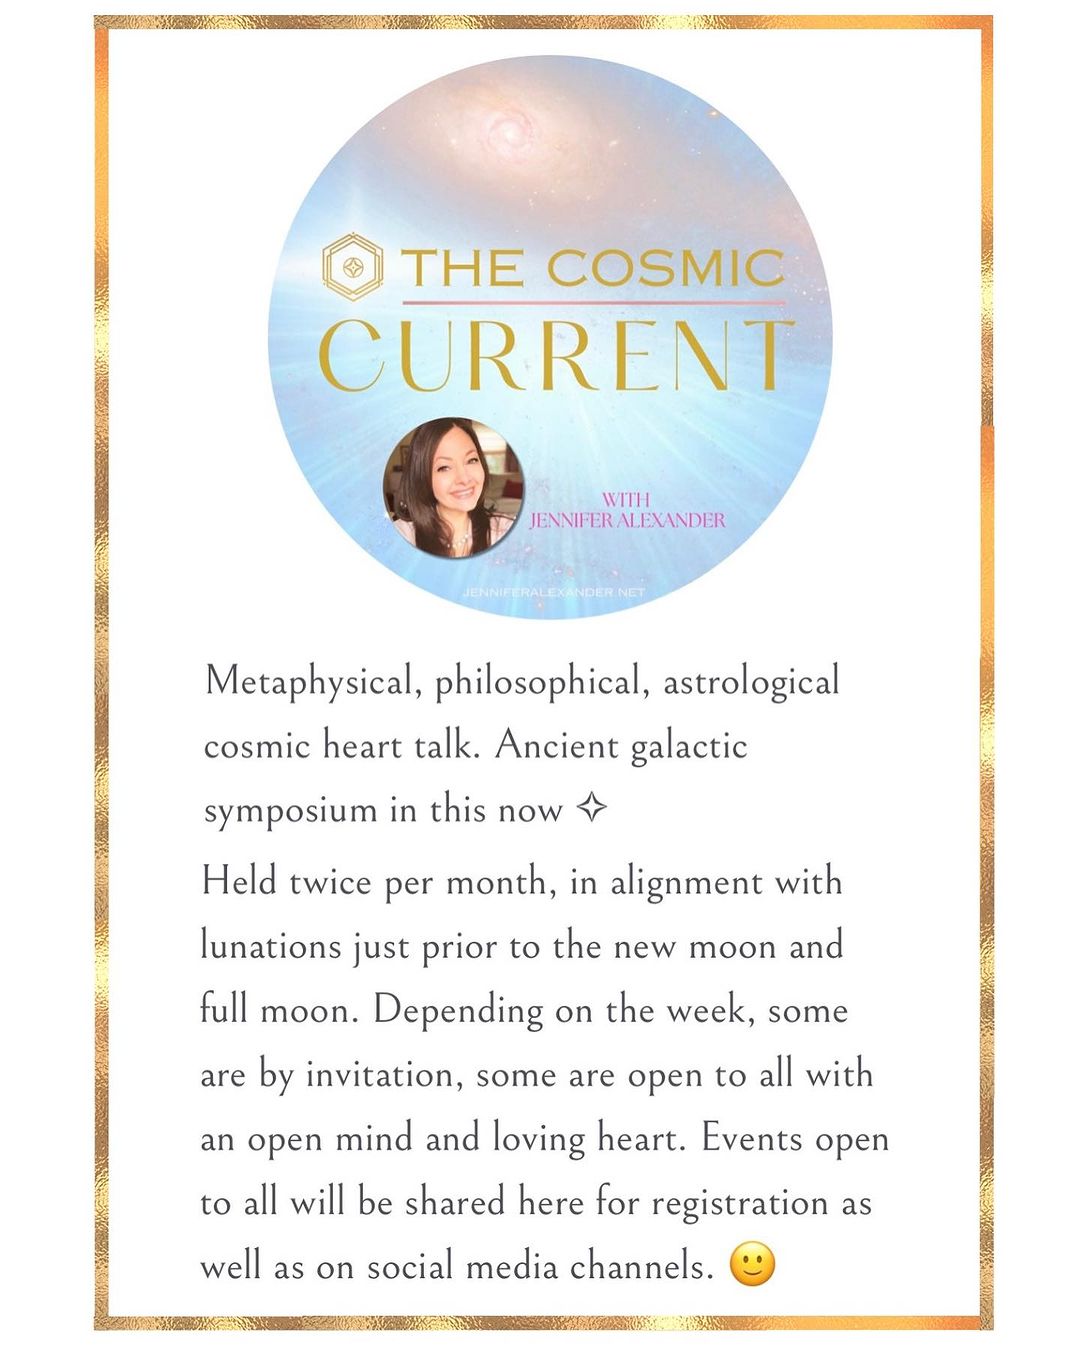 THE COSMIC
CURRENT
WITH
JENNIFER ALEXANDER
JENNIFERALEXANDER NET
Metaphysical, philosophical, astrological
cosmic heart talk. Ancient galactic
symposium in this now ✧
Held twice per month, in alignment with
lunations just prior to the new moon and
full moon. Depending on the week, some
are by invitation, some are open to all with
an open mind and loving heart. Events open
to all will be shared here for registration as
well as on social media channels. 🙂